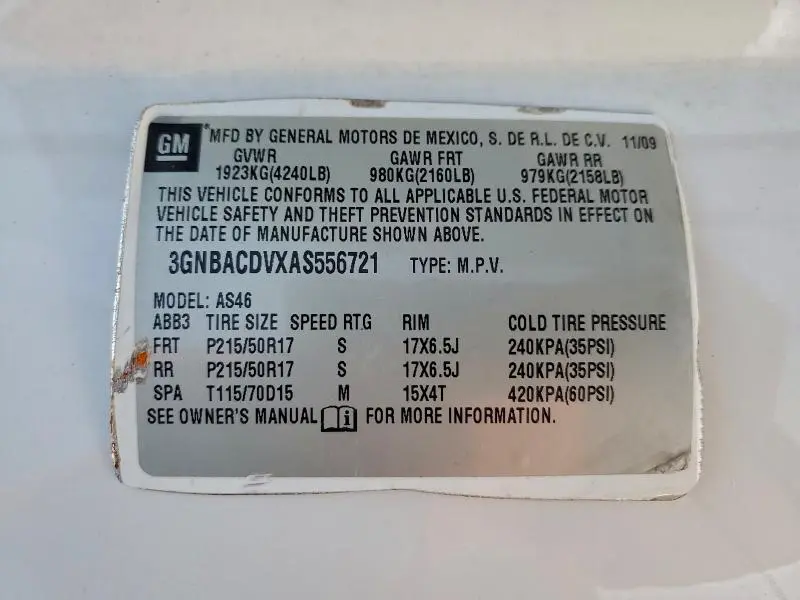 GM *MFD BY GENERAL MOTORS DE MEXICO, S. DE R.L. DE C.V. 11/09
GVWR GAWR FRT GAWR RR
1923KG(4240LB) 980KG(2160LB) 979KG(2158LB)
THIS VEHICLE CONFORMS TO ALL APPLICABLE U.S. FEDERAL MOTOR
VEHICLE SAFETY AND THEFT PREVENTION STANDARDS IN EFFECT ON
THE DATE OF MANUFACTURE SHOWN ABOVE.
3GNBACDVXAS556721 TYPE: M.P.V.
MODEL: AS46
ABB3 TIRE SIZE SPEED RTG RIM COLD TIRE PRESSURE
FRT P215/50R17 S 17X6.5J 240KPA(35PSI)
RR P215/50R17 S 17X6.5J 240KPA(35PSI)
SPA T115/70D15 M 15X4T 420KPA(60PSI)
SEE OWNER'S MANUAL i FOR MORE INFORMATION.